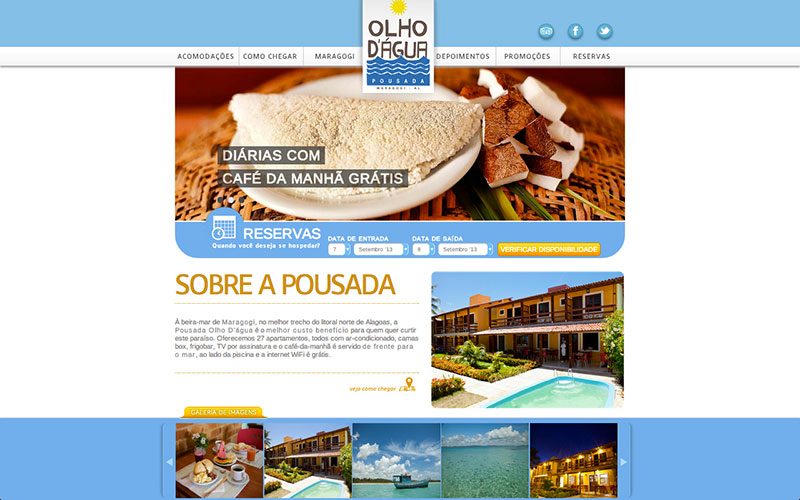 OLHO
D'ÁGUA
POUSADA
MARAGOGI - AL
ACOMODAÇÕES COMO CHEGAR MARAGOGI DEPOIMENTOS PROMOÇÕES RESERVAS
DIÁRIAS COM
CAFÉ DA MANHÃ GRÁTIS
RESERVAS
Quando você deseja se hospedar?
DATA DE ENTRADA DATA DE SAÍDA
7 Setembro '13 8 Setembro '13 VERIFICAR DISPONIBILIDADE
SOBRE A POUSADA
À beira-mar de Maragogi, no melhor trecho do litoral norte de Alagoas, a
Pousada Olho D'Água é o melhor custo benefício para quem quer curtir
este paraíso. Oferecemos 27 apartamentos, todos com ar-condicionado, camas
box, frigobar, TV por assinatura e o café-da-manhã é servido de frente para
o mar, ao lado da piscina e a internet WiFi é grátis.
veja como chegar
GALERIA DE IMAGENS